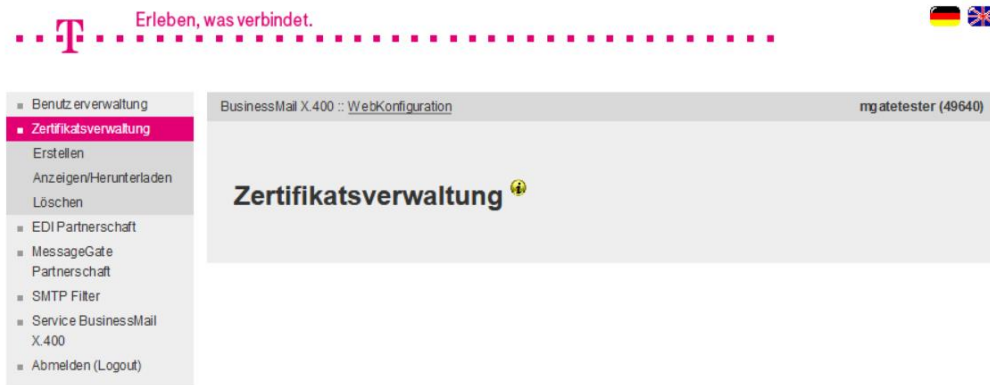 Erleben, was verbindet.
T
Benutzerverwaltung
Zertifikatsverwaltung
Erstellen
Anzeigen/Herunterladen
Löschen
EDI Partnerschaft
MessageGate
Partnerschaft
SMTP Filter
Service BusinessMail
X.400
Abmelden (Logout)
BusinessMail X.400 :: WebKonfiguration
mgatetester (49640)
Zertifikatsverwaltung